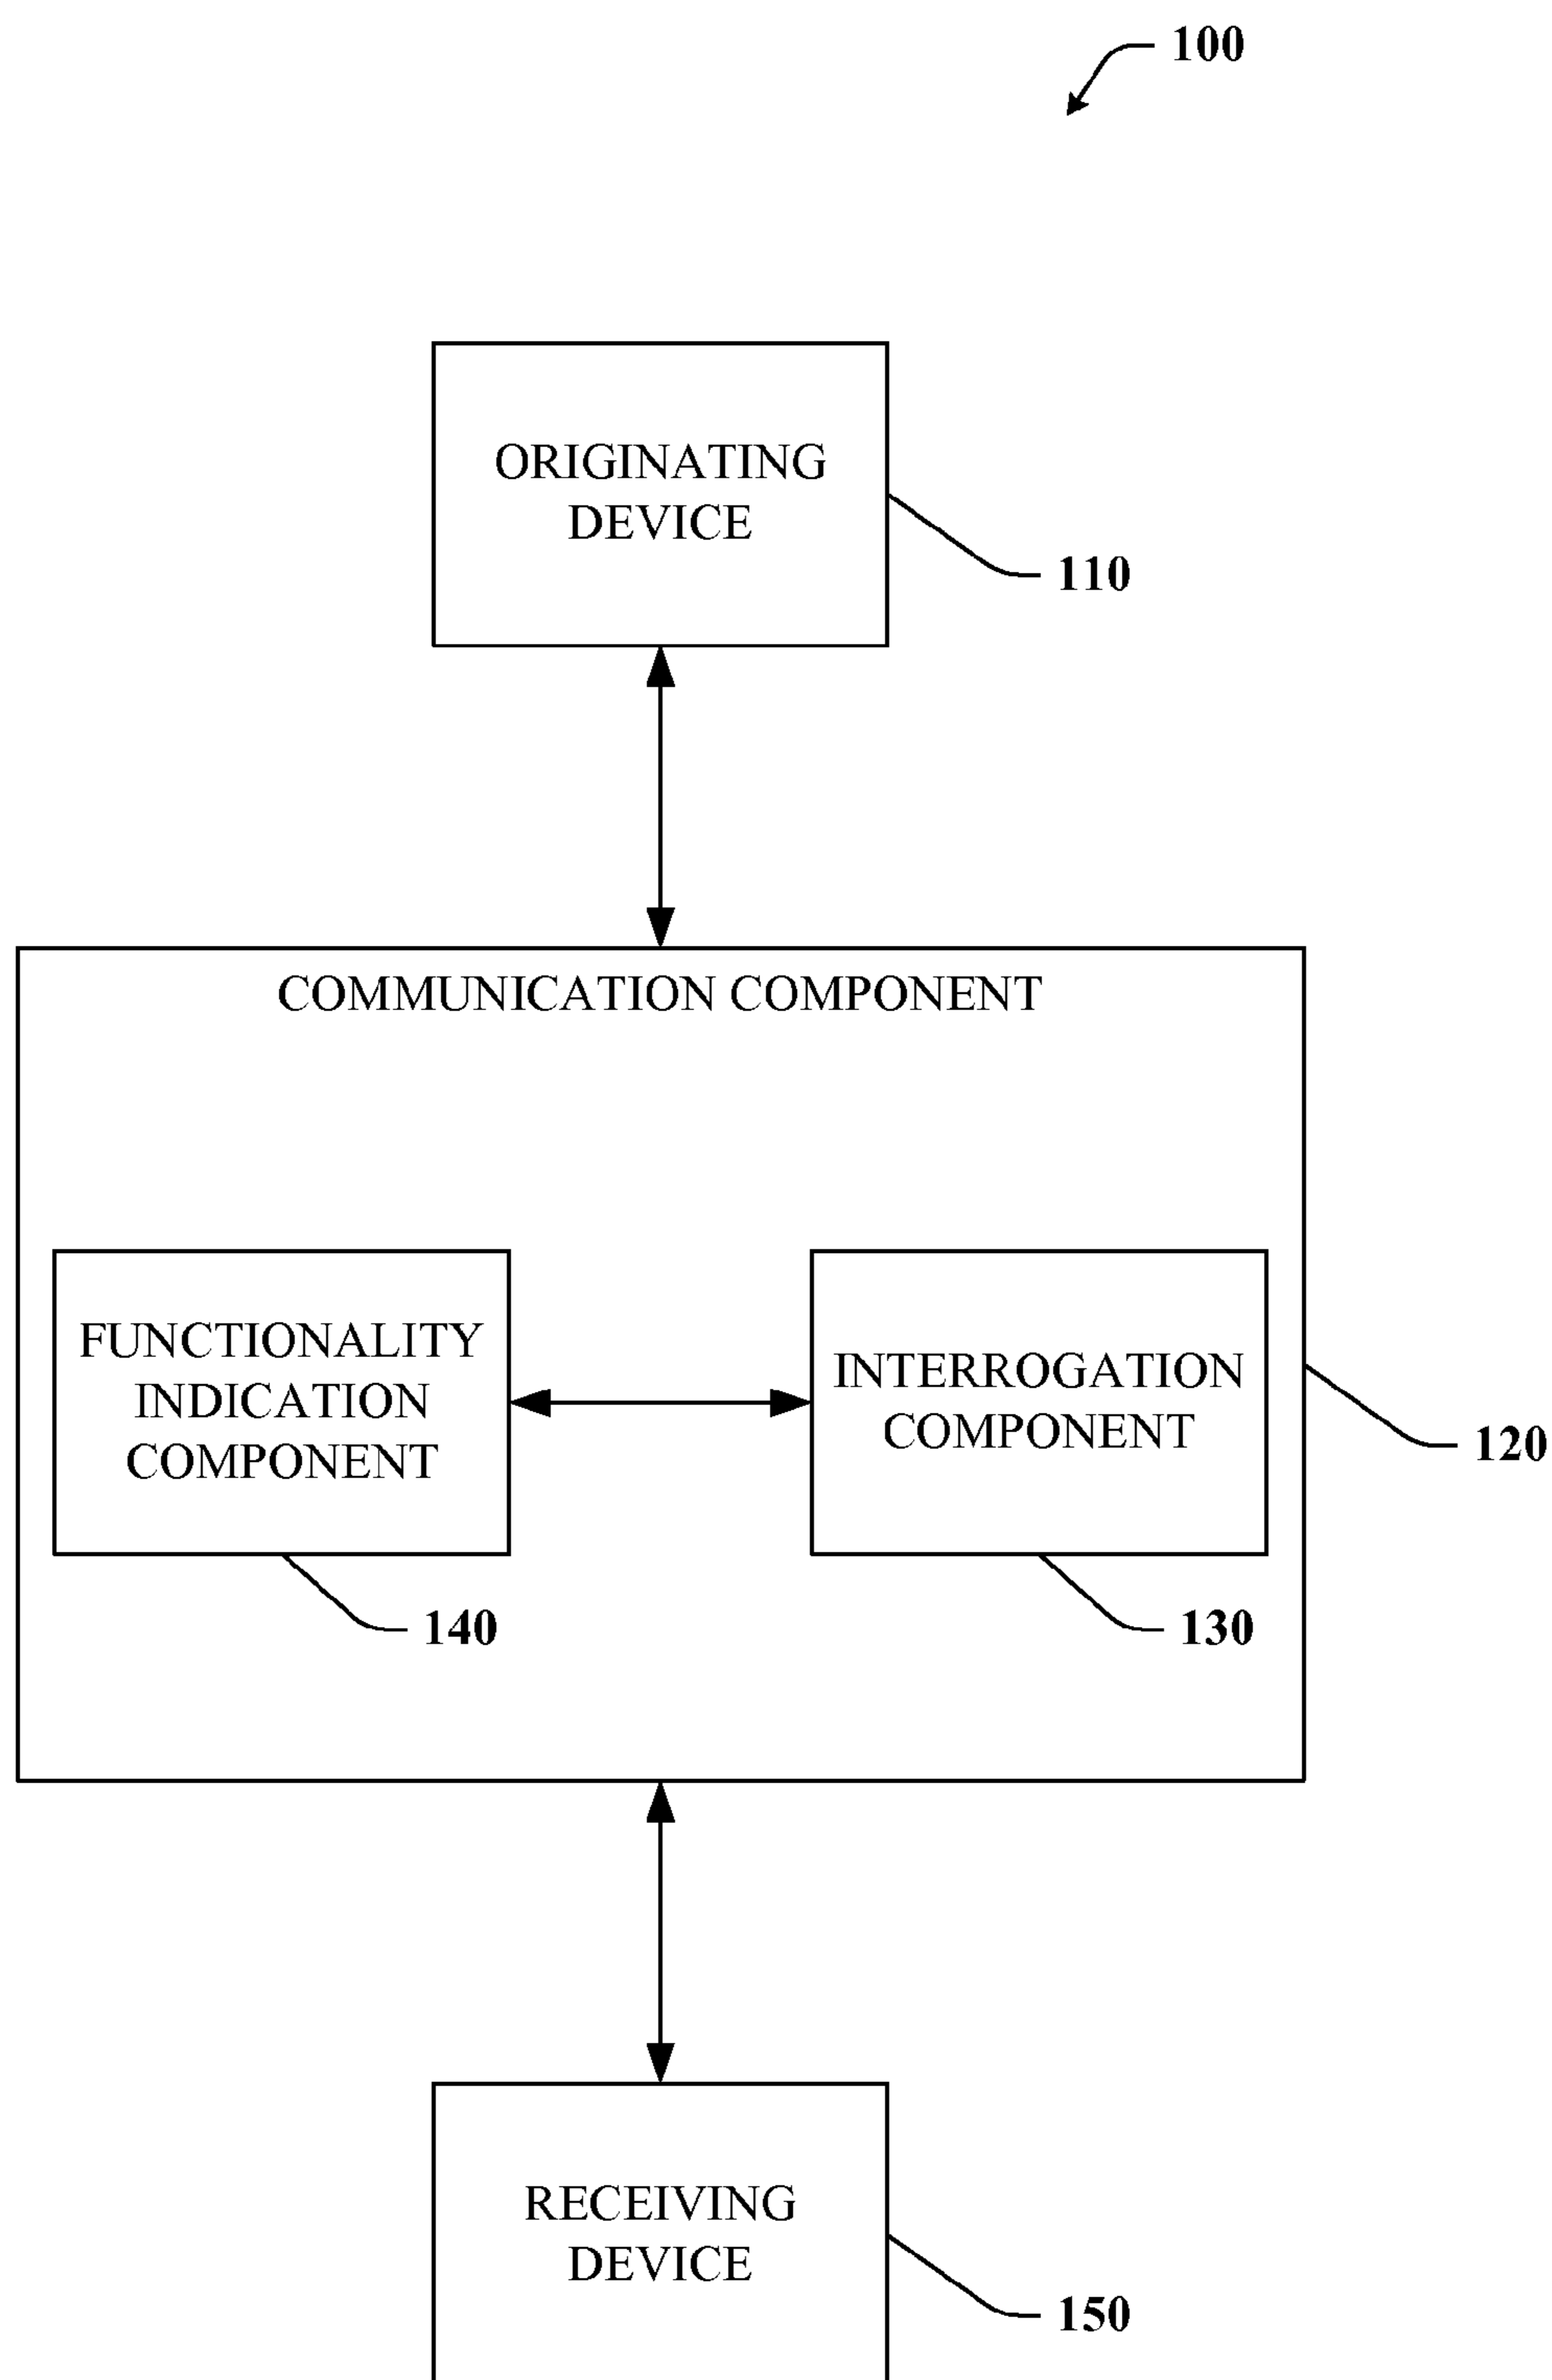 100
ORIGINATING
DEVICE
110
COMMUNICATION COMPONENT
FUNCTIONALITY
INDICATION
COMPONENT
INTERROGATION
COMPONENT
120
140
130
RECEIVING
DEVICE
150